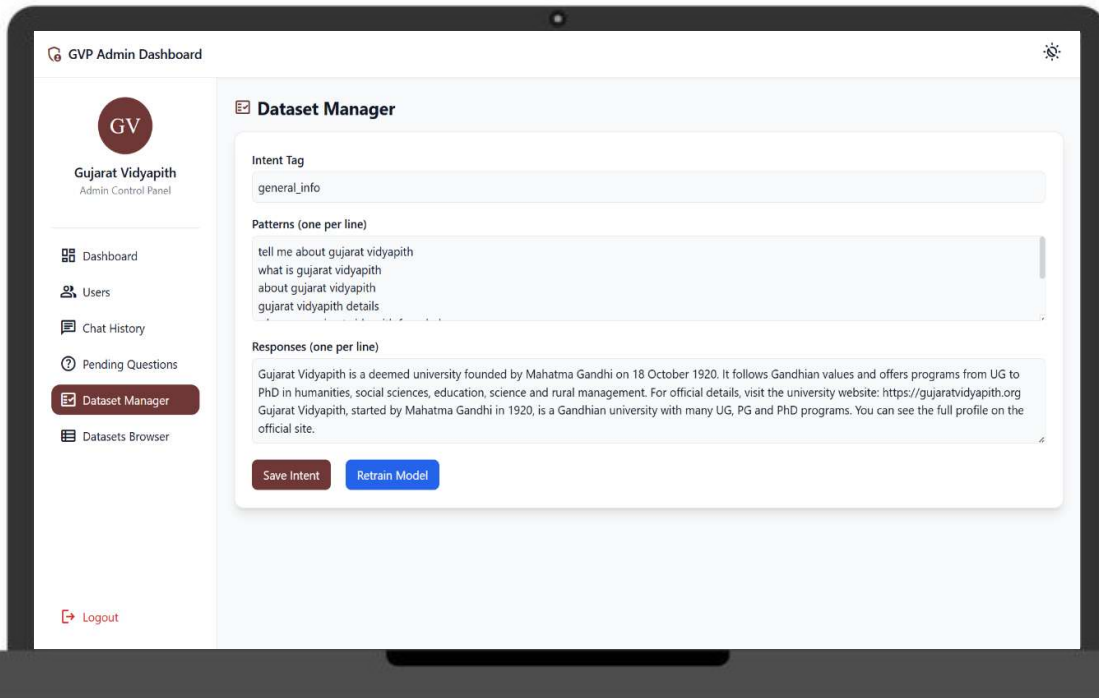 GVP Admin Dashboard
GV
Gujarat Vidyapith
Admin Control Panel
Dashboard
Users
Chat History
Pending Questions
Dataset Manager
Datasets Browser
Logout
Dataset Manager
Intent Tag
general_info
Patterns (one per line)
tell me about gujarat vidyapith
what is gujarat vidyapith
about gujarat vidyapith
gujarat vidyapith details
Responses (one per line)
Gujarat Vidyapith is a deemed university founded by Mahatma Gandhi on 18 October 1920. It follows Gandhian values and offers programs from UG to
PhD in humanities, social sciences, education, science and rural management. For official details, visit the university website: https://gujaratvidyapith.org
Gujarat Vidyapith, started by Mahatma Gandhi in 1920, is a Gandhian university with many UG, PG and PhD programs. You can see the full profile on the
official site.
Save Intent
Retrain Model